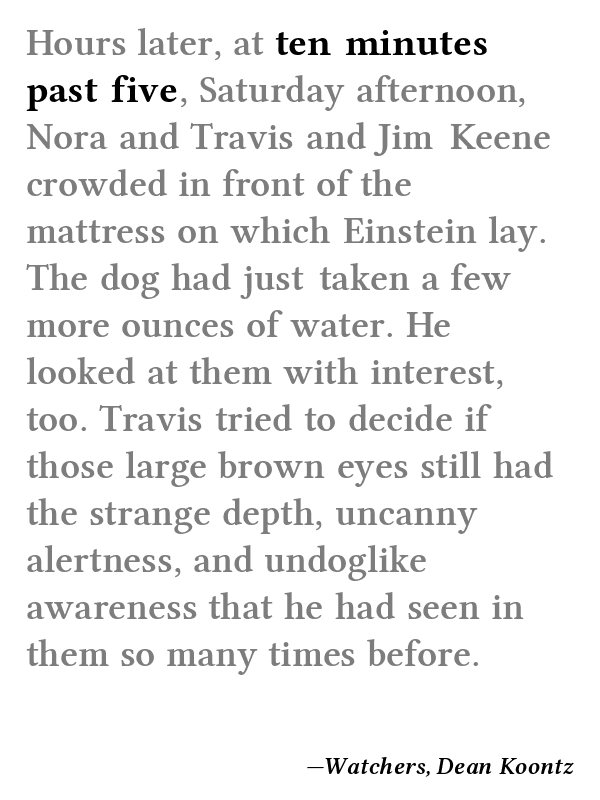 Hours later, at ten minutes
past five, Saturday afternoon,
Nora and Travis and Jim Keene
crowded in front of the
mattress on which Einstein lay.
The dog had just taken a few
more ounces of water. He
looked at them with interest,
too. Travis tried to decide if
those large brown eyes still had
the strange depth, uncanny
alertness, and undoglike
awareness that he had seen in
them so many times before.
—Watchers, Dean Koontz